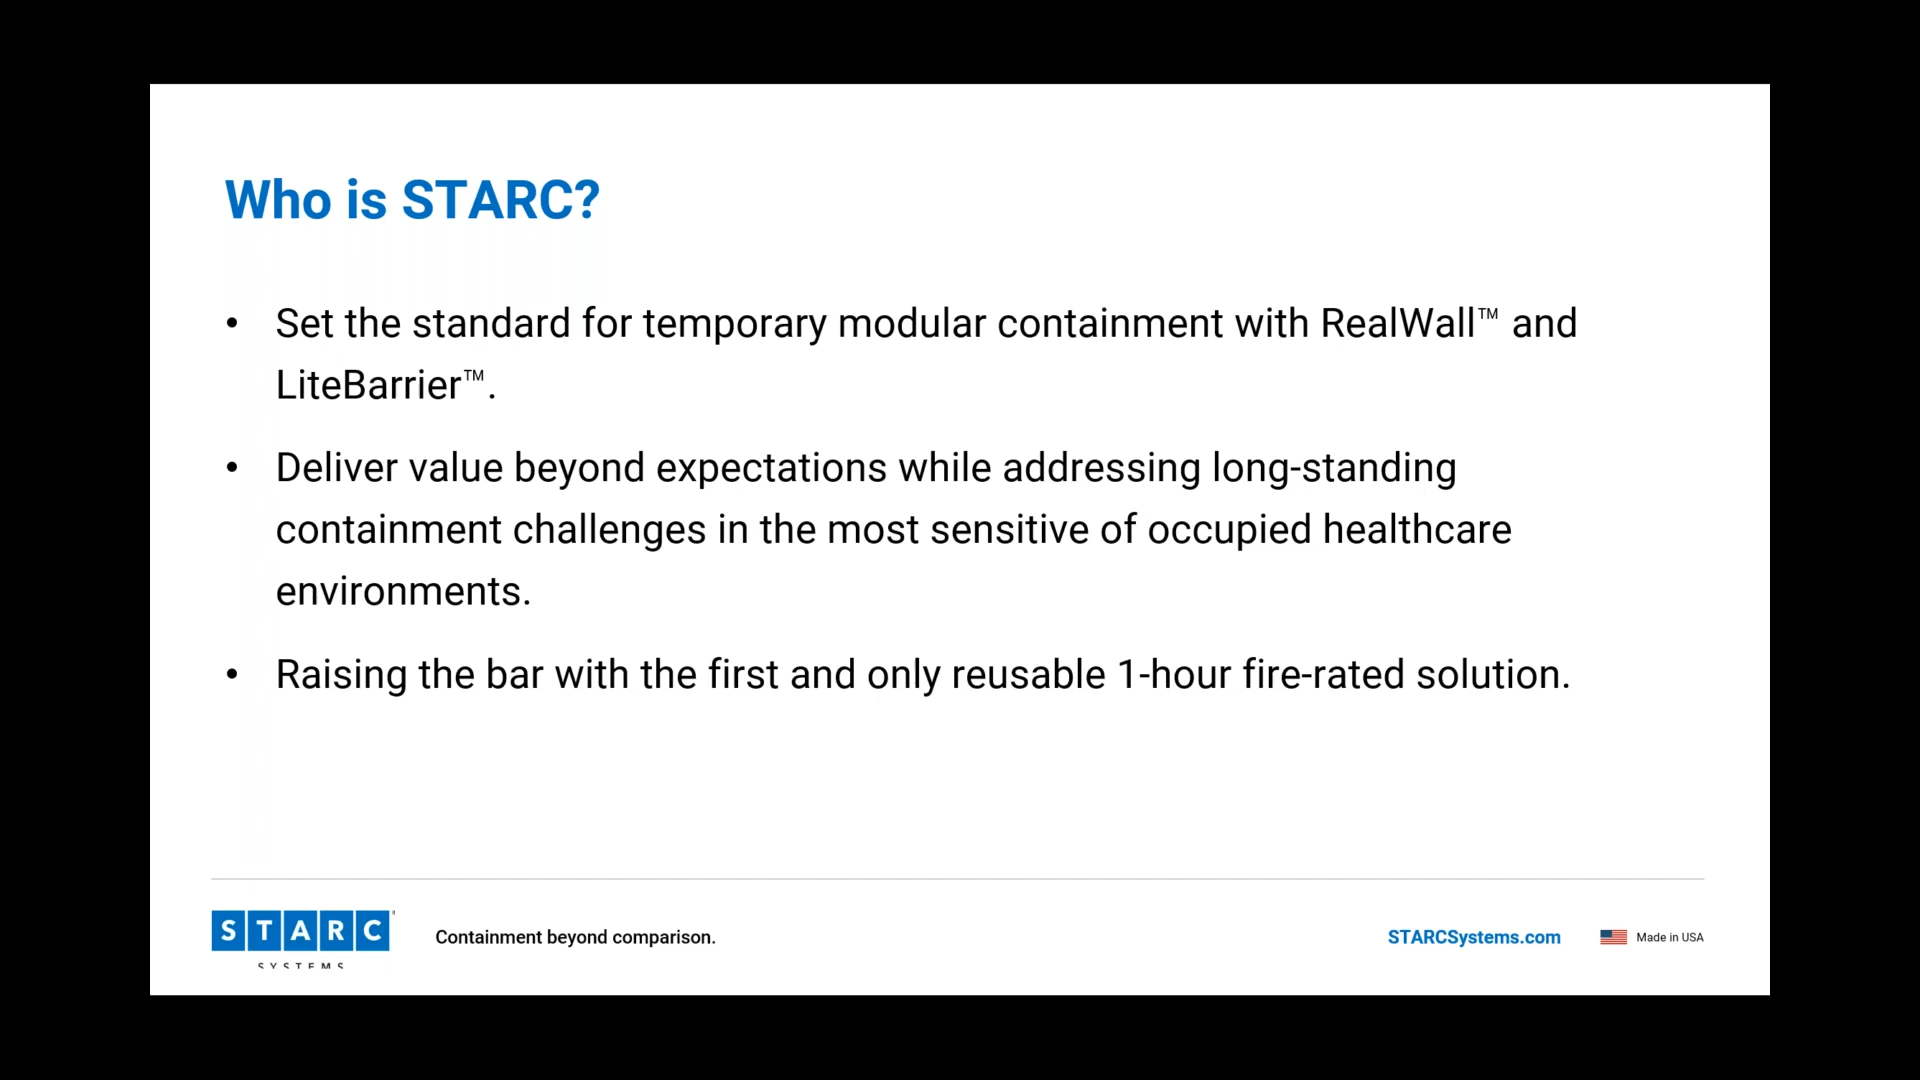 Who is STARC?
• Set the standard for temporary modular containment with RealWall™ and
LiteBarrier™.
• Deliver value beyond expectations while addressing long-standing
containment challenges in the most sensitive of occupied healthcare
environments.
• Raising the bar with the first and only reusable 1-hour fire-rated solution.
STARC
SYSTEMS
Containment beyond comparison.
STARCSystems.com
Made in USA